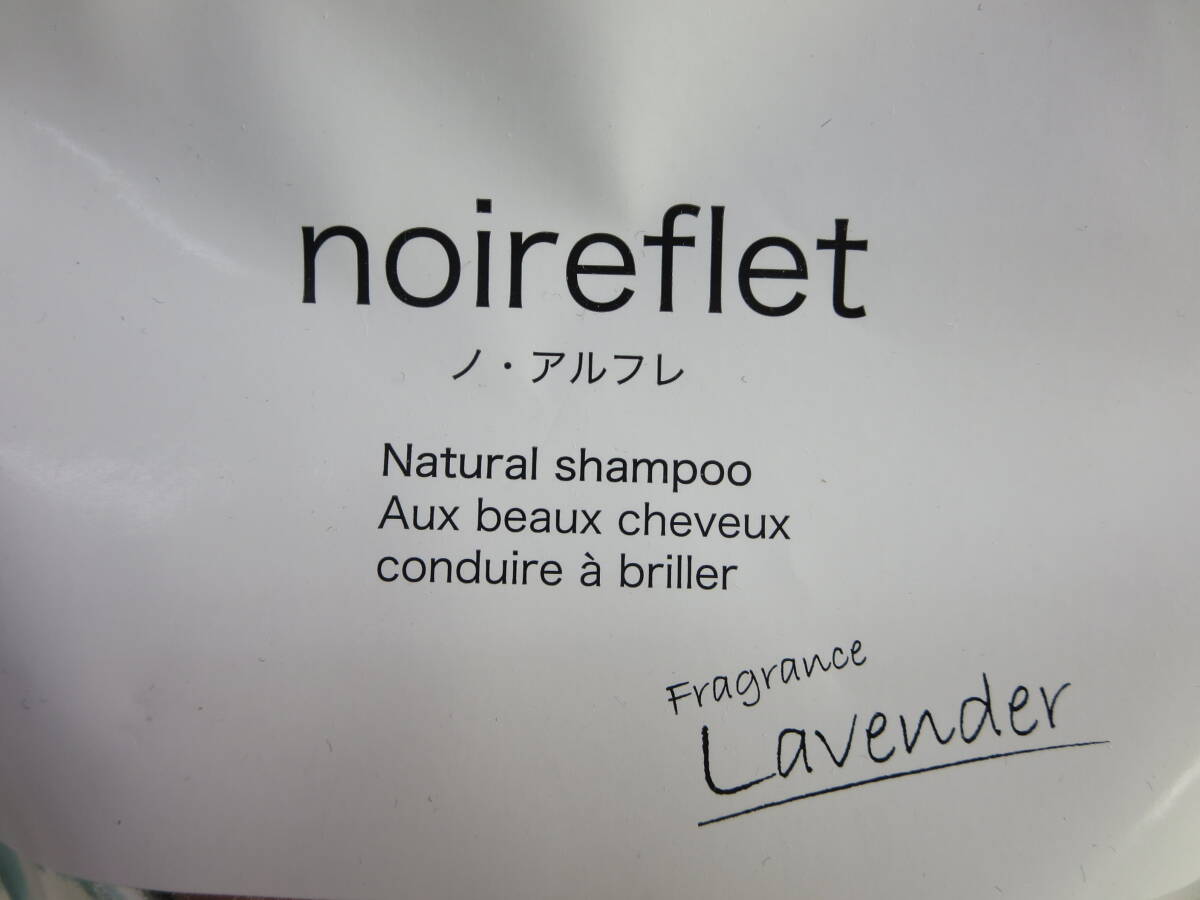 noireflet
ノ・アルフレ
Natural shampoo
Aux beaux cheveux
conduire à briller
Fragrance
Lavender